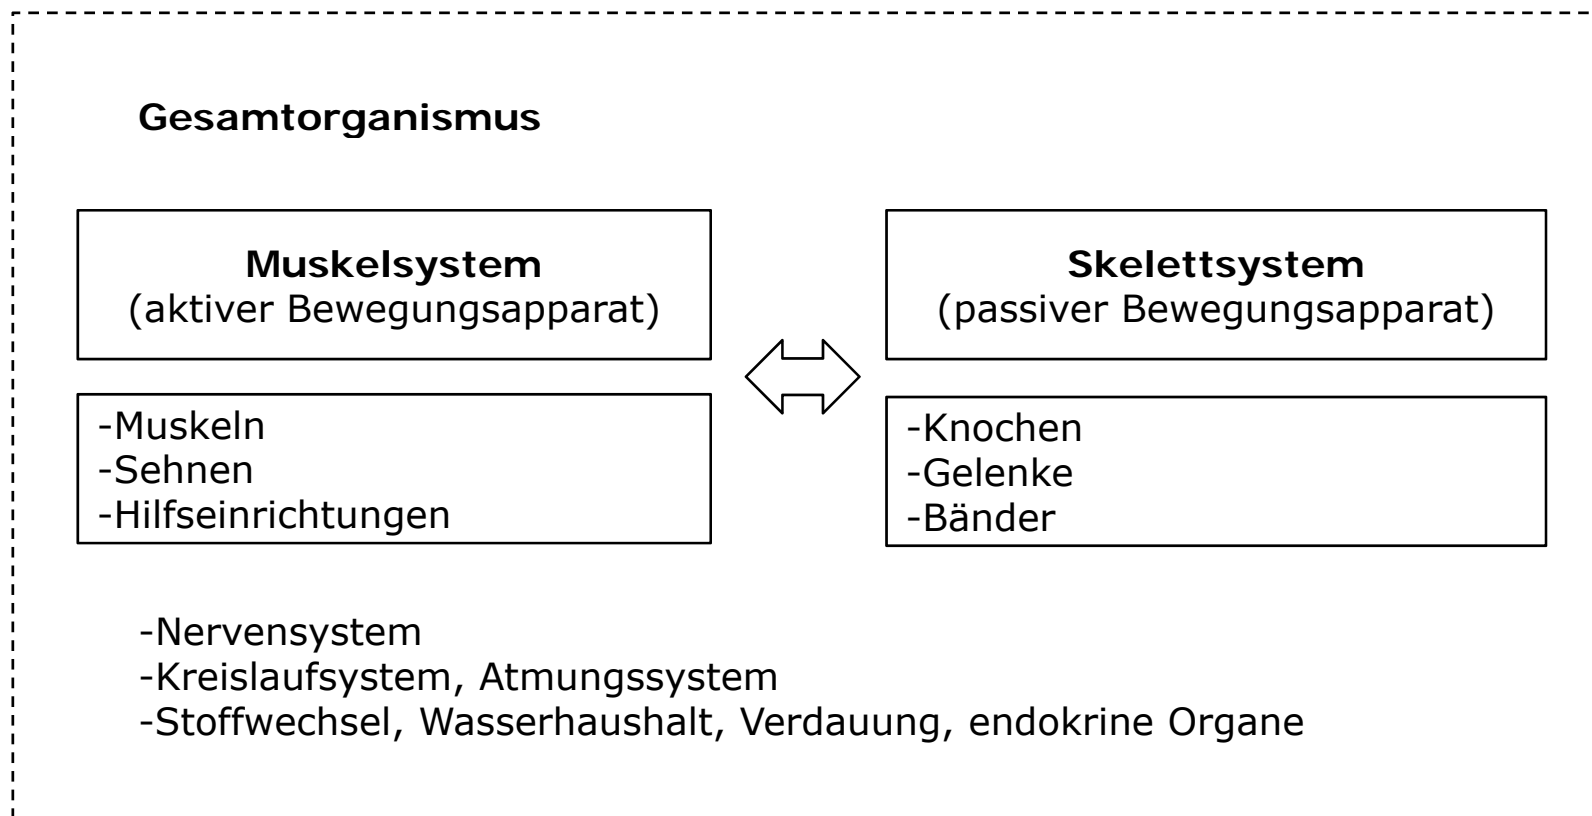 Gesamtorganismus
Muskelsystem
(aktiver Bewegungsapparat)
-Muskeln
-Sehnen
-Hilfseinrichtungen
Skelettsystem
(passiver Bewegungsapparat)
-Knochen
-Gelenke
-Bänder
-Nervensystem
-Kreislaufsystem, Atmungssystem
-Stoffwechsel, Wasserhaushalt, Verdauung, endokrine Organe